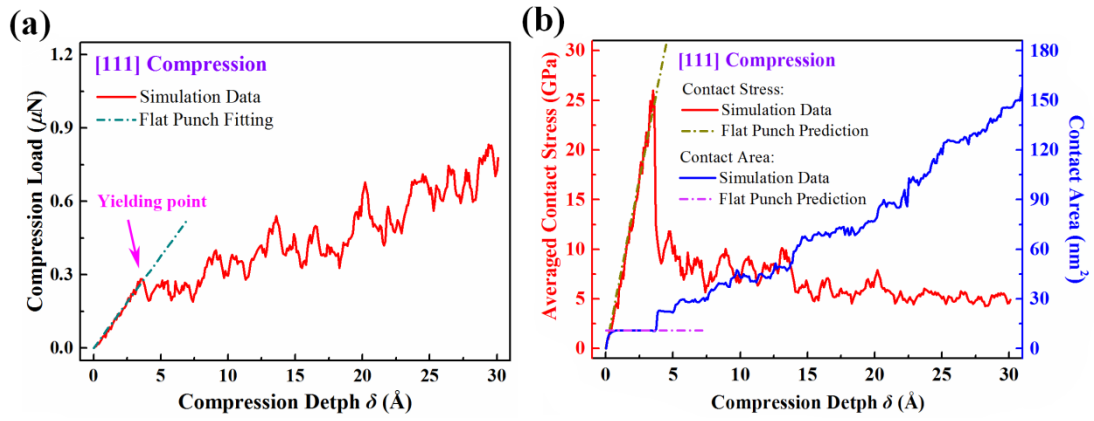 (a)
1.2
0.9
0.6
0.3
0.0
Compression Load (μN)
[111] Compression
Simulation Data
Flat Punch Fitting
Yielding point
0 5 10 15 20 25 30
Compression Detph δ (Å)
(b)
30
25
20
15
10
5
0
Averaged Contact Stress (GPa)
[111] Compression
Contact Stress:
Simulation Data
Flat Punch Prediction
Contact Area:
Simulation Data
Flat Punch Prediction
180
150
120
90
60
30
0
Contact Area (nm²)
0 5 10 15 20 25 30
Compression Detph δ (Å)